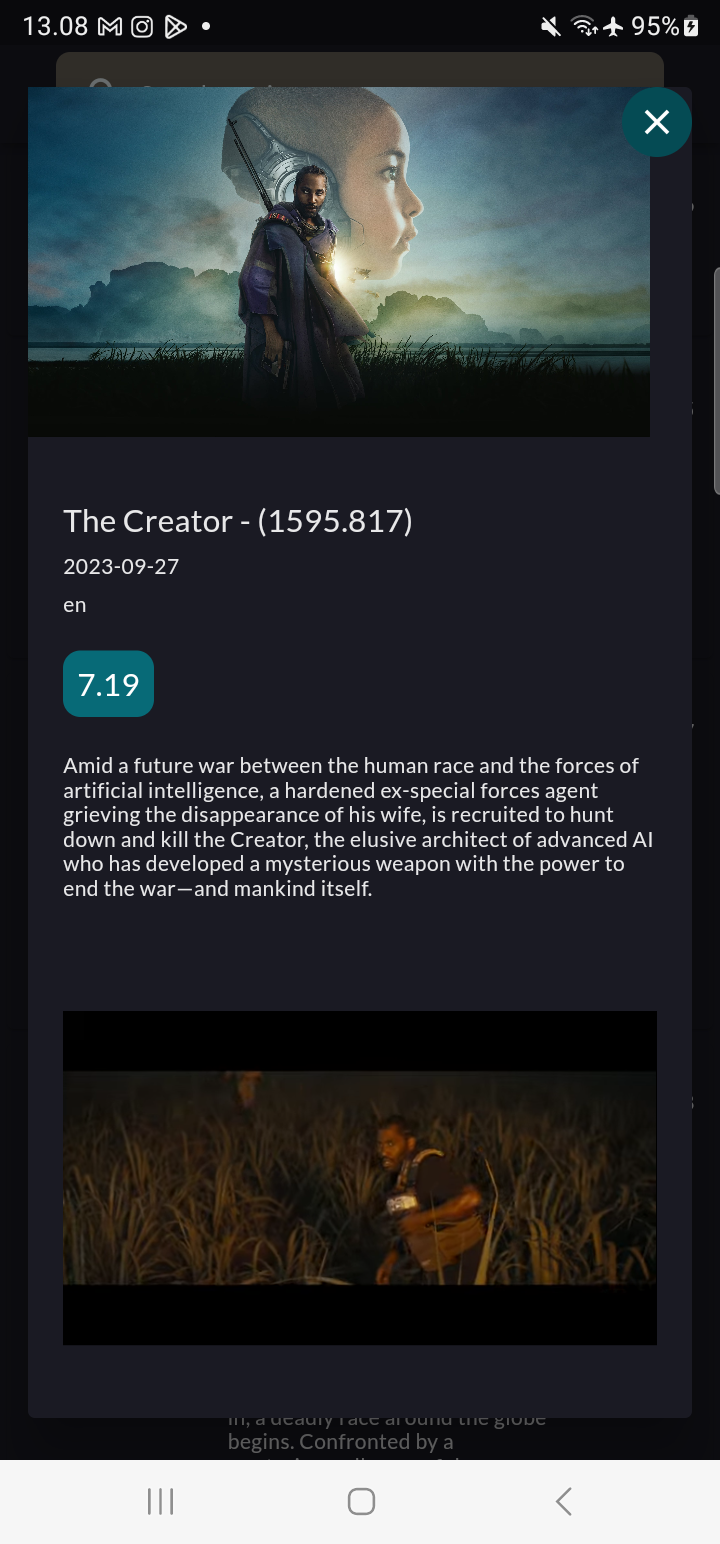 13.08
95%
The Creator - (1595.817)
2023-09-27
en
7.19
Amid a future war between the human race and the forces of
artificial intelligence, a hardened ex-special forces agent
grieving the disappearance of his wife, is recruited to hunt
down and kill the Creator, the elusive architect of advanced AI
who has developed a mysterious weapon with the power to
end the war—and mankind itself.
in, a deadly race around the globe
begins. Confronted by a